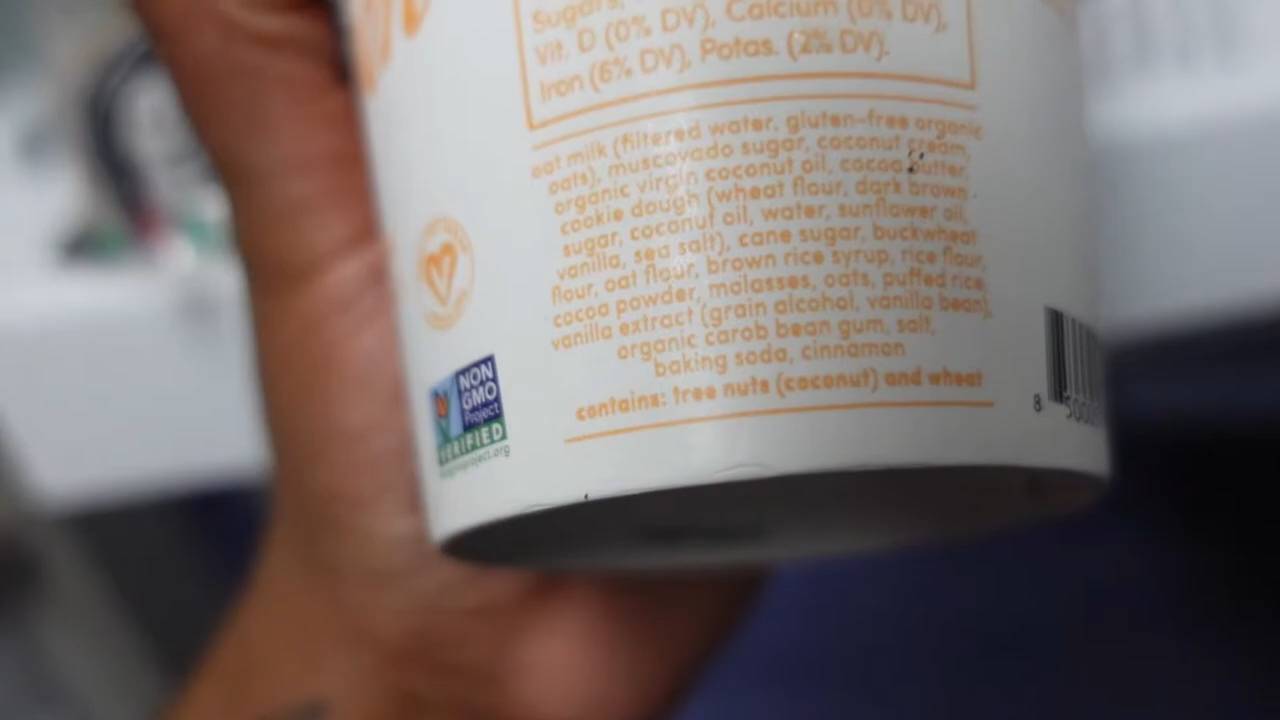 Sugars,
Vit. D (0% DV), Calcium (0% DV),
Iron (6% DV), Potas. (2% DV).
oat milk (filtered water, gluten-free organic
oats), muscovado sugar, coconut cream,
organic virgin coconut oil, cocoa butter,
cookie dough (wheat flour, dark brown
sugar, coconut oil, water, sunflower oil,
vanilla, sea salt), cane sugar, buckwheat
flour, oat flour, brown rice syrup, rice flour,
cocoa powder, molasses, oats, puffed rice,
vanilla extract (grain alcohol, vanilla bean),
organic carob bean gum, salt,
baking soda, cinnamon
contains: tree nuts (coconut) and wheat
NON
GMO
Project
VERIFIED
8